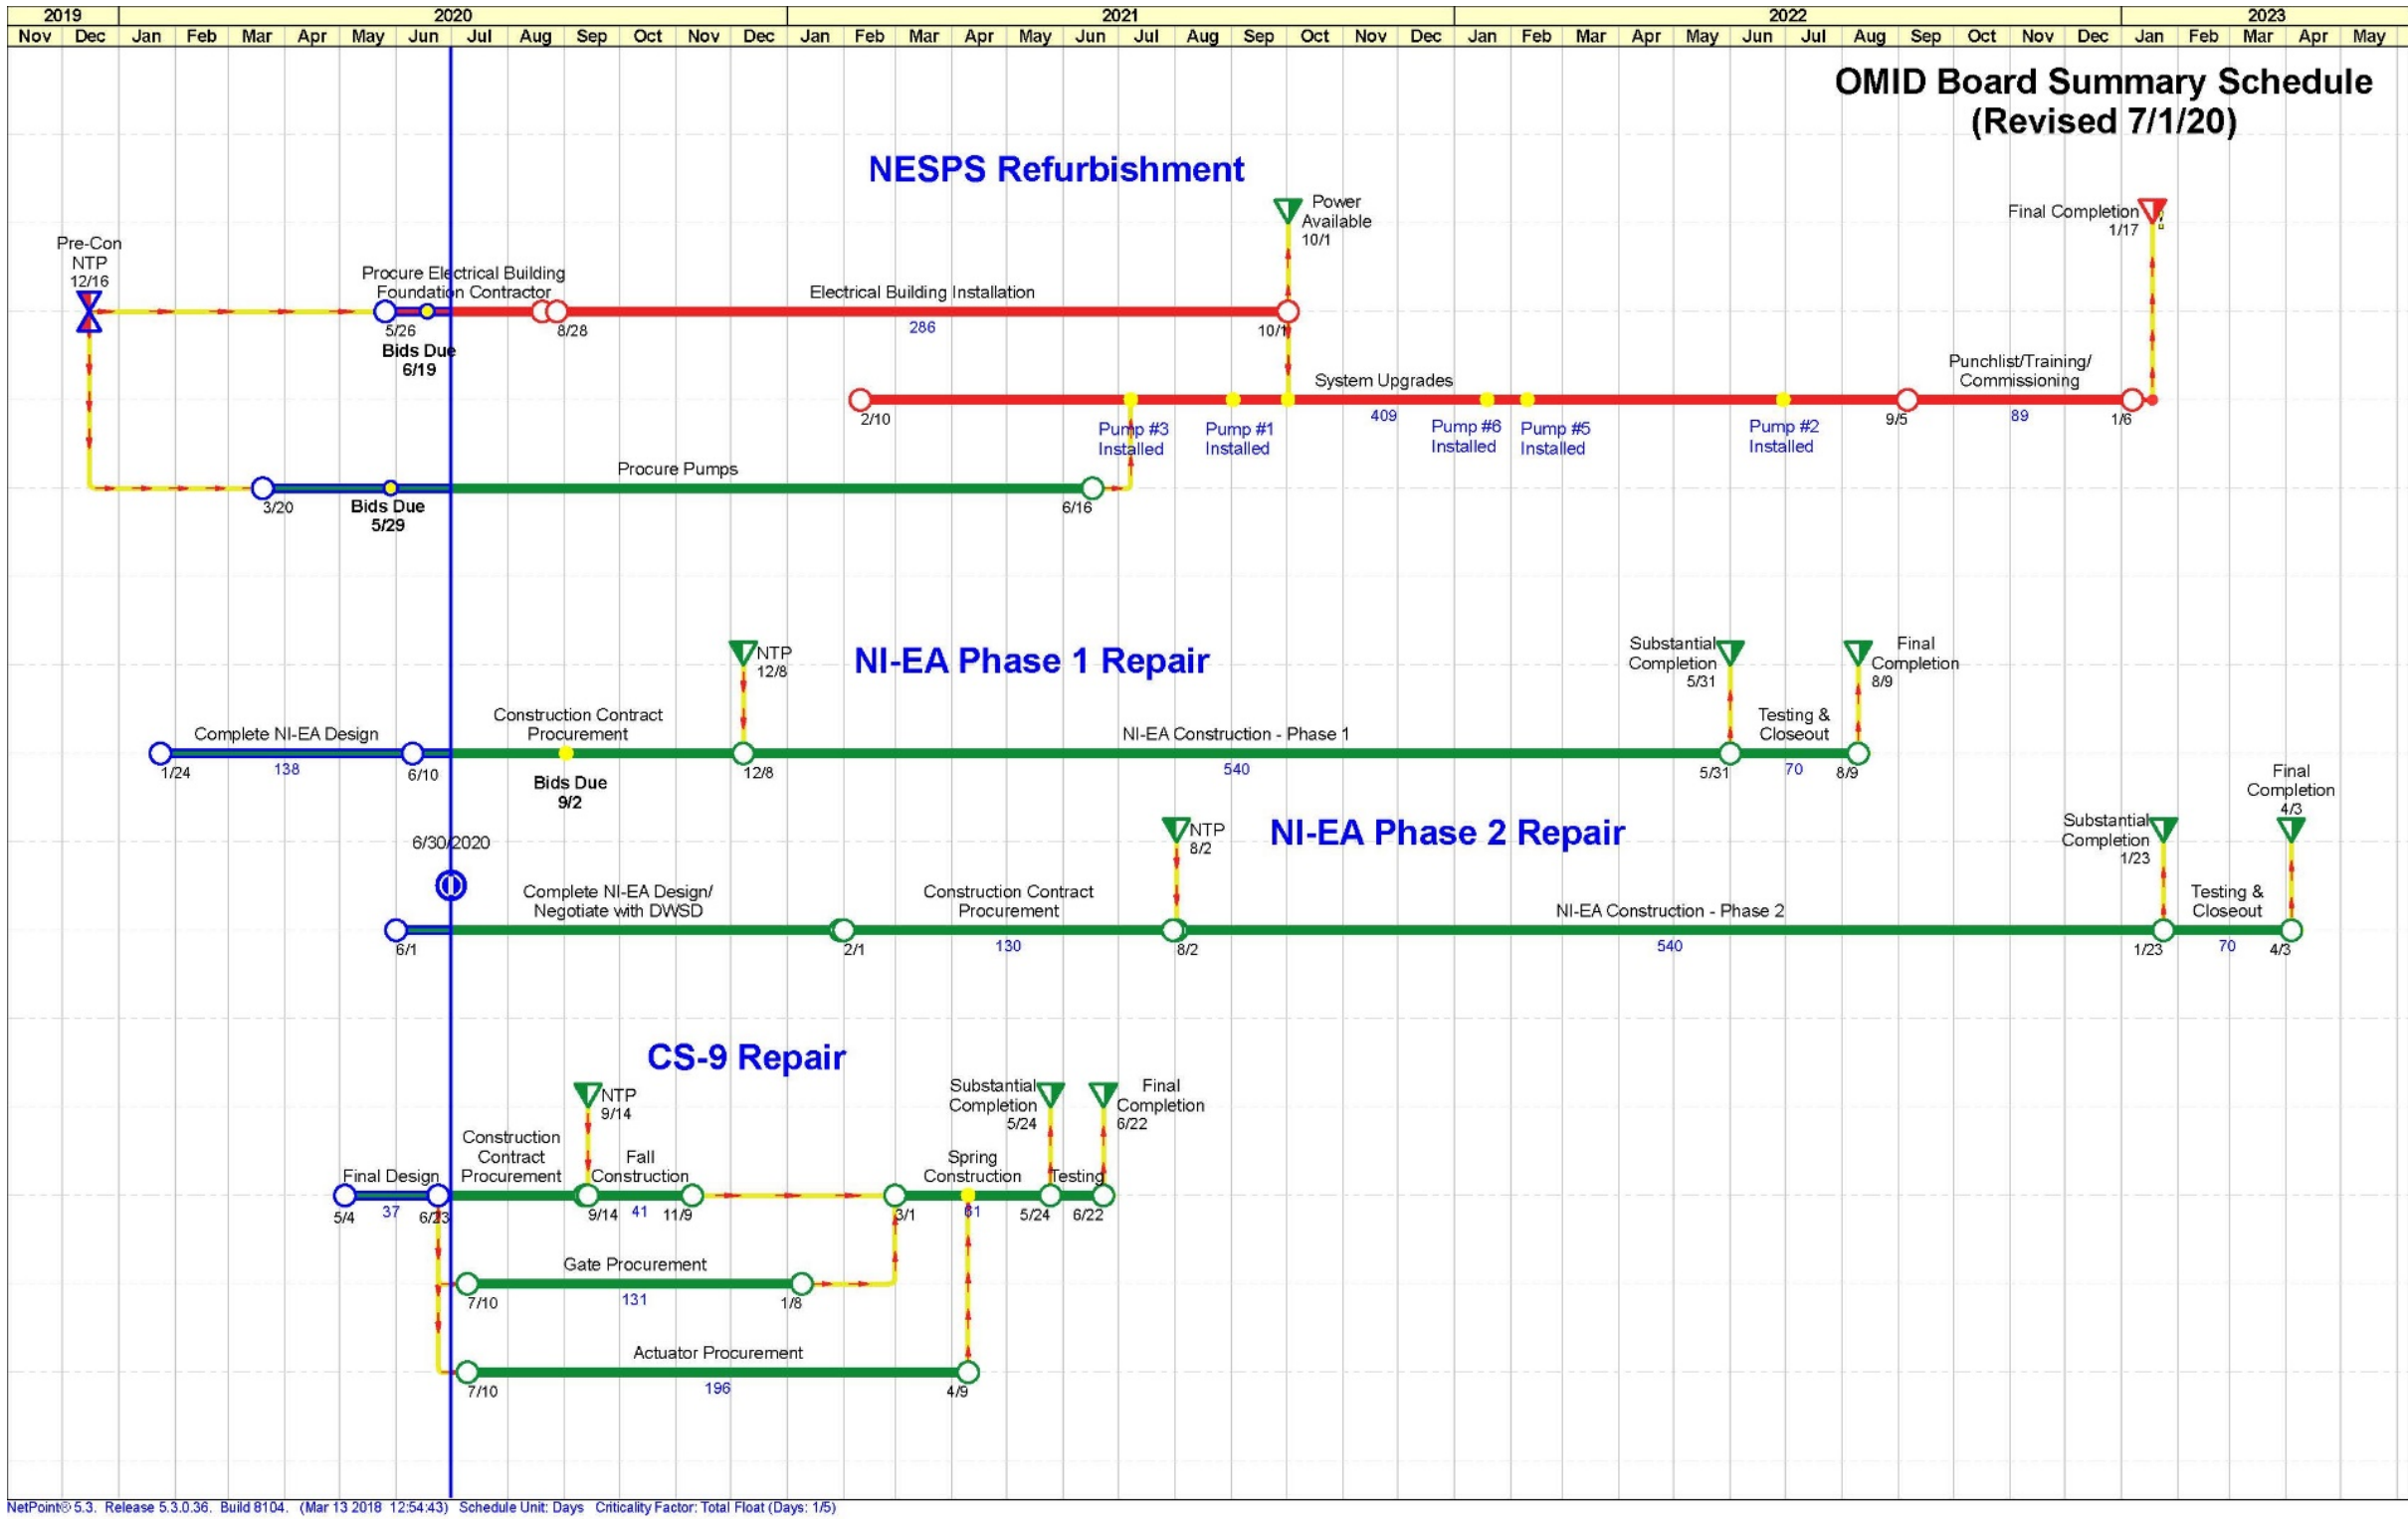 2019 2020 2021 2022 2023
Nov Dec Jan Feb Mar Apr May Jun Jul Aug Sep Oct Nov Dec Jan Feb Mar Apr May Jun Jul Aug Sep Oct Nov Dec Jan Feb Mar Apr May Jun Jul Aug Sep Oct Nov Dec Jan Feb Mar Apr May
OMID Board Summary Schedule
(Revised 7/1/20)
NESPS Refurbishment
Pre-Con
NTP
12/16
Procure Electrical Building
Foundation Contractor
5/26
Bids Due
6/19
8/28
Electrical Building Installation
286
10/1
Power
Available
10/1
Final Completion
1/17
2/10
System Upgrades
409
Pump #3
Installed
Pump #1
Installed
Pump #6
Installed
Pump #5
Installed
Pump #2
Installed
9/5
Punchlist/Training/
Commissioning
89
1/6
Procure Pumps
3/20
Bids Due
5/29
6/16
NI-EA Phase 1 Repair
NTP
12/8
Substantial
Completion
5/31
Final
Completion
8/9
Complete NI-EA Design
1/24
138
6/10
Construction Contract
Procurement
Bids Due
9/2
12/8
NI-EA Construction - Phase 1
540
5/31
Testing &
Closeout
70
8/9
6/30/2020
NI-EA Phase 2 Repair
NTP
8/2
Substantial
Completion
1/23
Final
Completion
4/3
Complete NI-EA Design/
Negotiate with DWSD
6/1
2/1
Construction Contract
Procurement
130
8/2
NI-EA Construction - Phase 2
540
1/23
Testing &
Closeout
70
4/3
CS-9 Repair
NTP
9/14
Substantial
Completion
5/24
Final
Completion
6/22
Final Design
5/4
37
6/23
Construction
Contract
Procurement
Fall
Construction
9/14
41
11/9
Spring
Construction
3/1
61
5/24
Testing
6/22
Gate Procurement
7/10
131
1/8
Actuator Procurement
7/10
196
4/9
NetPoint® 5.3. Release 5.3.0.36. Build 8104. (Mar 13 2018 12:54:43) Schedule Unit: Days Criticality Factor: Total Float (Days: 1/5)